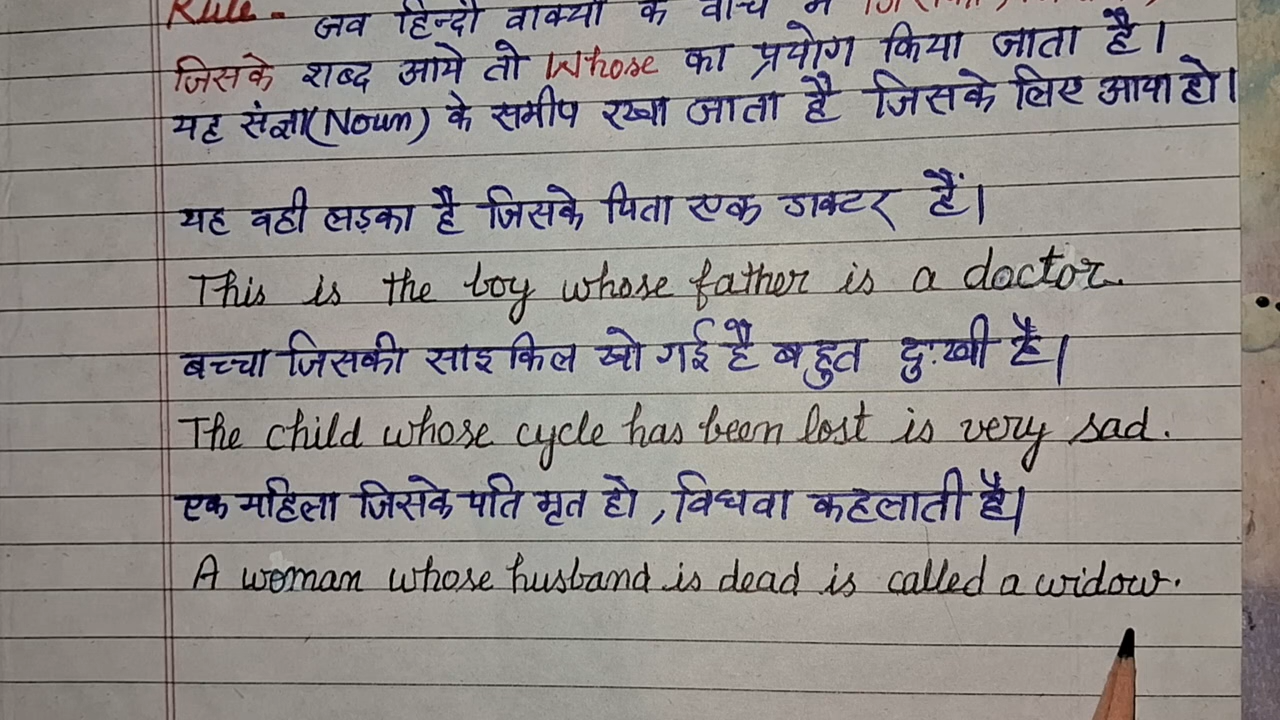 Rule - जब हिन्दी वाक्यों के बीच में
जिसके शब्द आये तो Whose का प्रयोग किया जाता है।
यह संज्ञा(Noun) के समीप रखा जाता है जिसके लिए आया हो।
यह वही लड़का है जिसके पिता एक डाक्टर हैं।
This is the boy whose father is a doctor.
बच्चा जिसकी साइकिल खो गई है बहुत दुःखी है।
The child whose cycle has been lost is very sad.
एक महिला जिसके पति मृत हो, विधवा कहलाती है।
A woman whose husband is dead is called a widow.